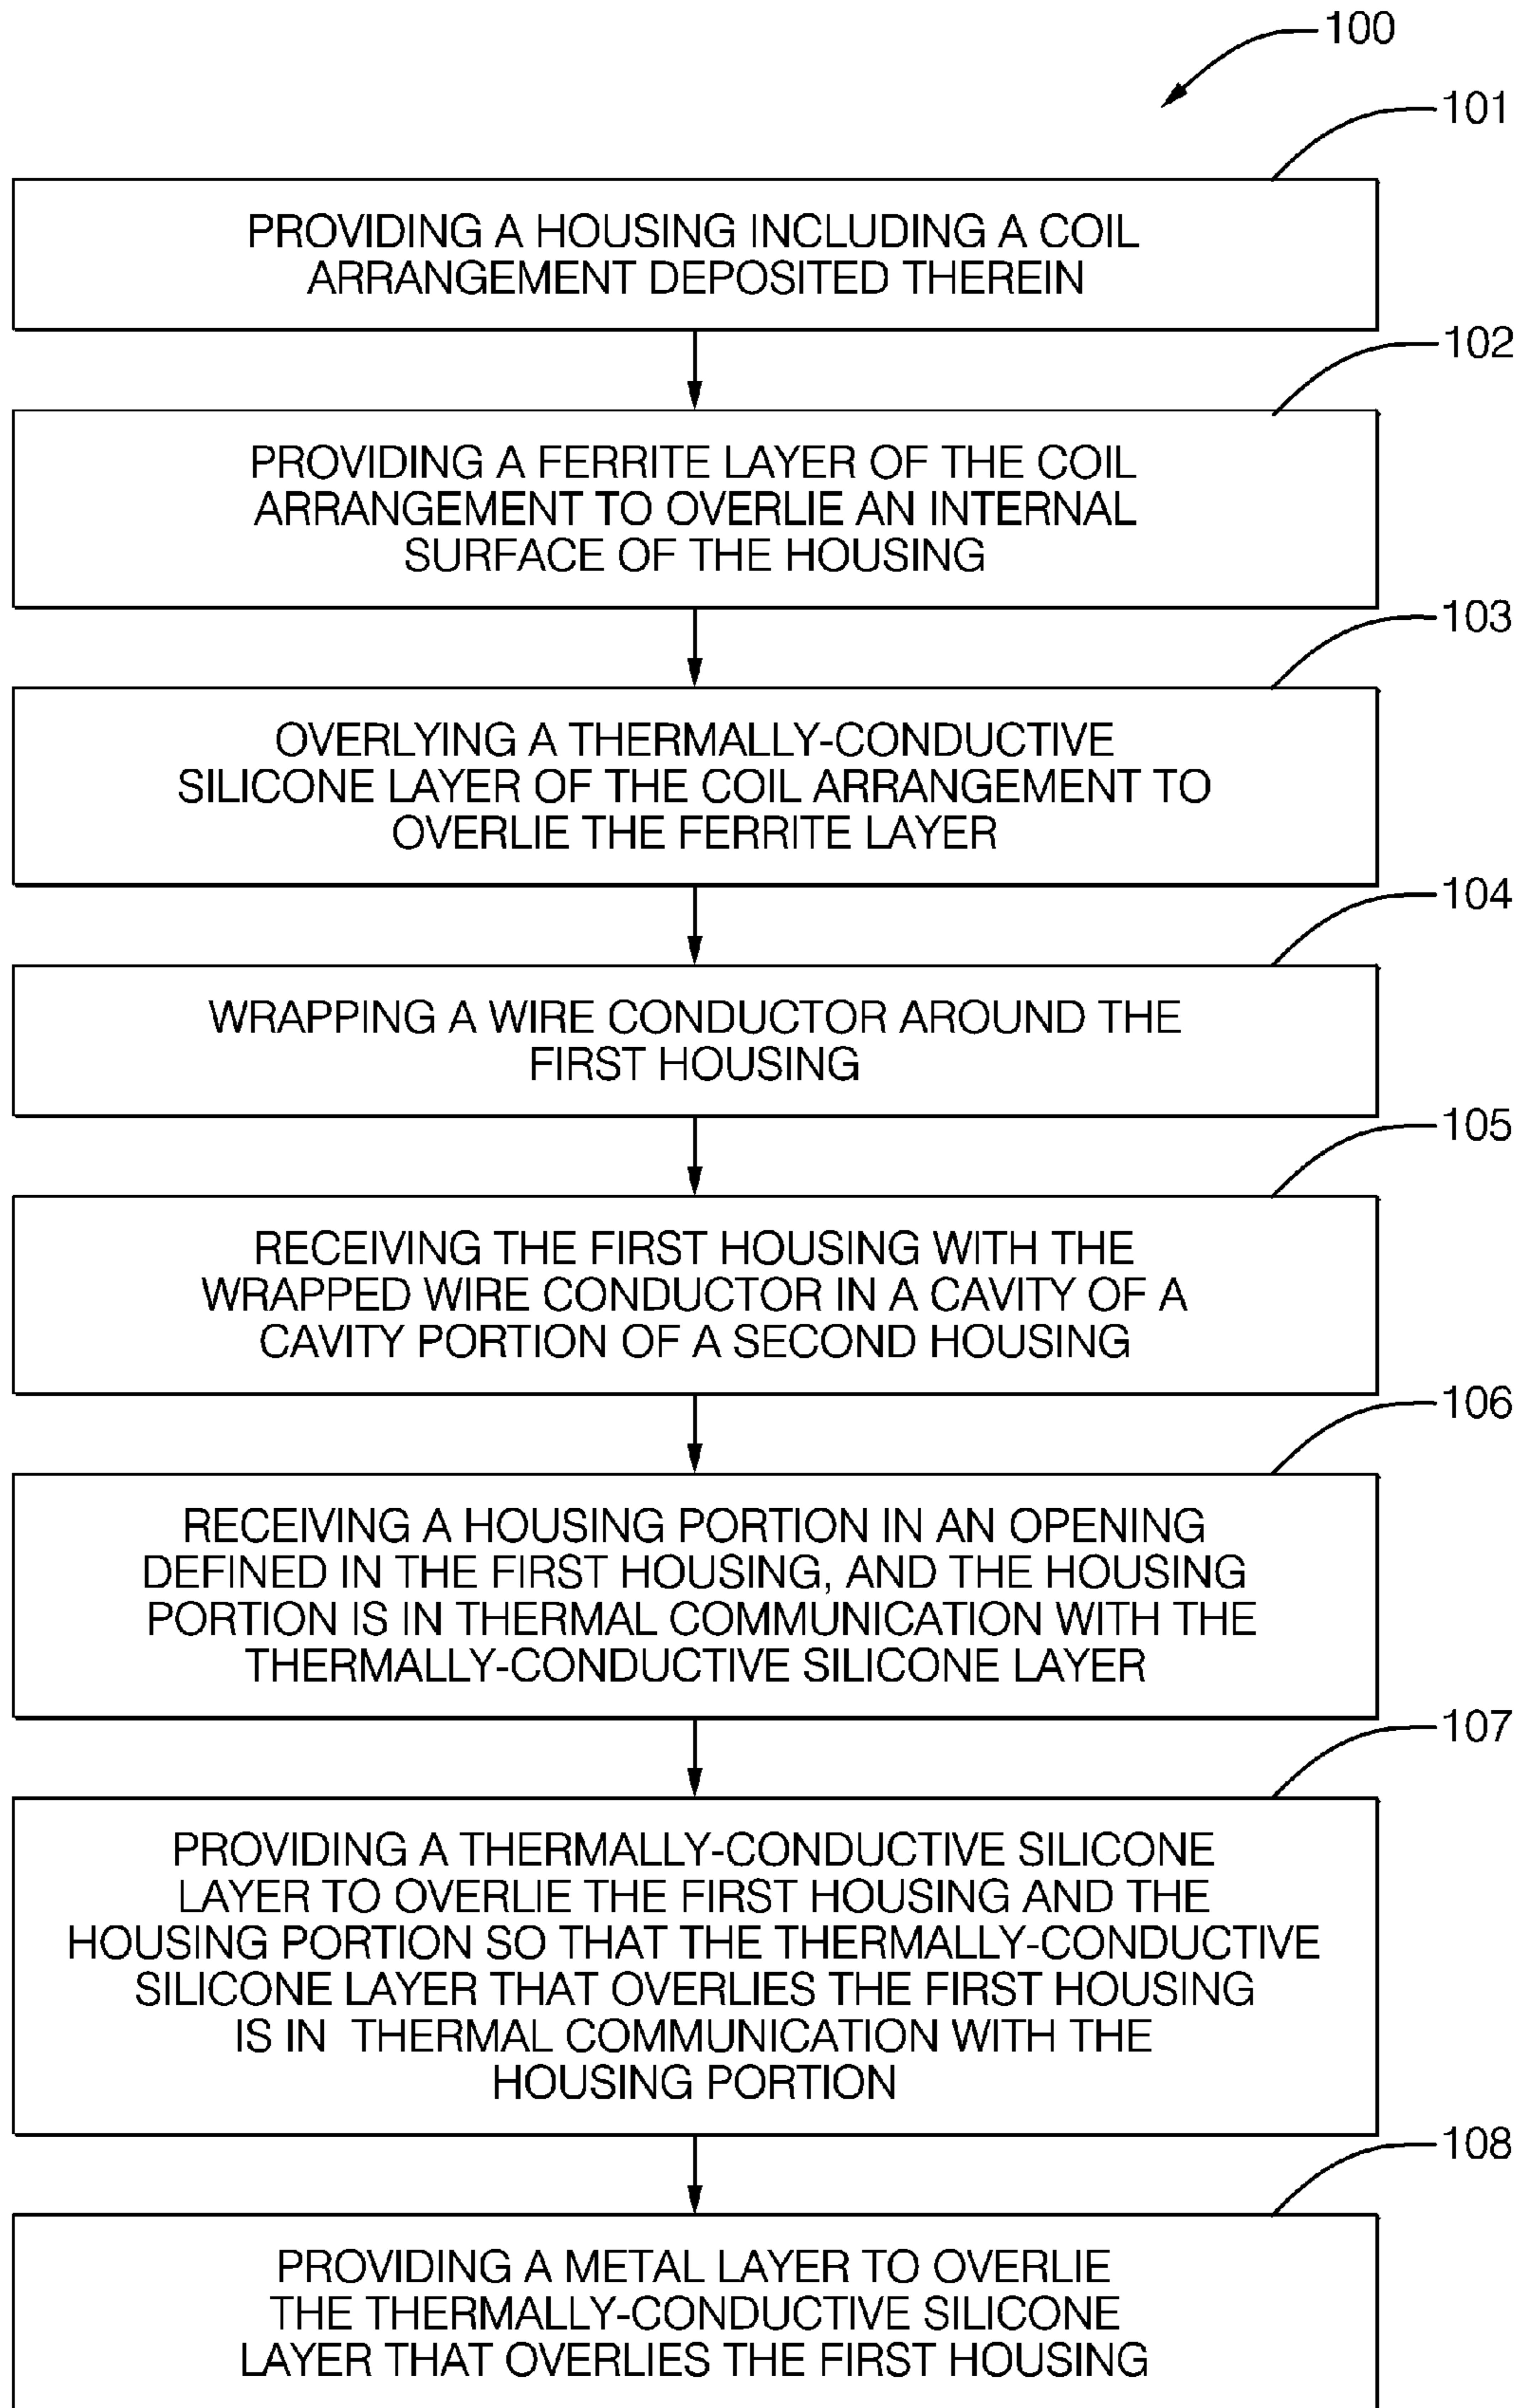 100
101
PROVIDING A HOUSING INCLUDING A COIL
ARRANGEMENT DEPOSITED THEREIN
102
PROVIDING A FERRITE LAYER OF THE COIL
ARRANGEMENT TO OVERLIE AN INTERNAL
SURFACE OF THE HOUSING
103
OVERLYING A THERMALLY-CONDUCTIVE
SILICONE LAYER OF THE COIL ARRANGEMENT TO
OVERLIE THE FERRITE LAYER
104
WRAPPING A WIRE CONDUCTOR AROUND THE
FIRST HOUSING
105
RECEIVING THE FIRST HOUSING WITH THE
WRAPPED WIRE CONDUCTOR IN A CAVITY OF A
CAVITY PORTION OF A SECOND HOUSING
106
RECEIVING A HOUSING PORTION IN AN OPENING
DEFINED IN THE FIRST HOUSING, AND THE HOUSING
PORTION IS IN THERMAL COMMUNICATION WITH THE
THERMALLY-CONDUCTIVE SILICONE LAYER
107
PROVIDING A THERMALLY-CONDUCTIVE SILICONE
LAYER TO OVERLIE THE FIRST HOUSING AND THE
HOUSING PORTION SO THAT THE THERMALLY-CONDUCTIVE
SILICONE LAYER THAT OVERLIES THE FIRST HOUSING
IS IN THERMAL COMMUNICATION WITH THE
HOUSING PORTION
108
PROVIDING A METAL LAYER TO OVERLIE
THE THERMALLY-CONDUCTIVE SILICONE
LAYER THAT OVERLIES THE FIRST HOUSING